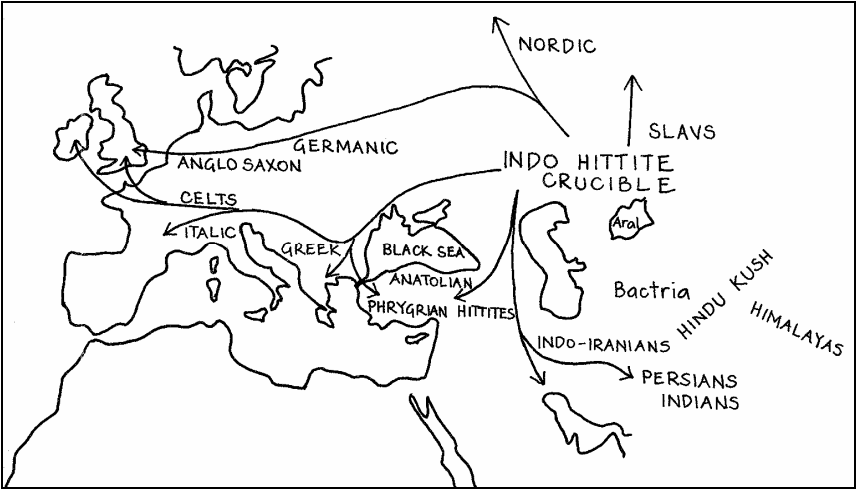 NORDIC
SLAVS
GERMANIC
ANGLO SAXON
INDO HITTITE
CRUCIBLE
CELTS
ITALIC
GREEK
BLACK SEA
Aral
ANATOLIAN
PHRYGRIAN HITTITES
Bactria
HINDU KUSH
HIMALAYAS
INDO-IRANIANS
PERSIANS
INDIANS